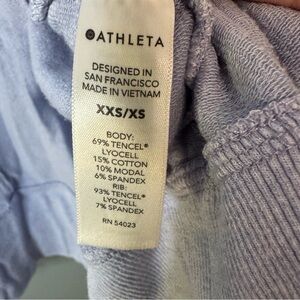 ATHLETA
DESIGNED IN
SAN FRANCISCO
MADE IN VIETNAM
XXS/XS
BODY:
69% TENCEL®
LYOCELL
15% COTTON
10% MODAL
6% SPANDEX
RIB:
93% TENCEL®
LYOCELL
7% SPANDEX
RN 54023